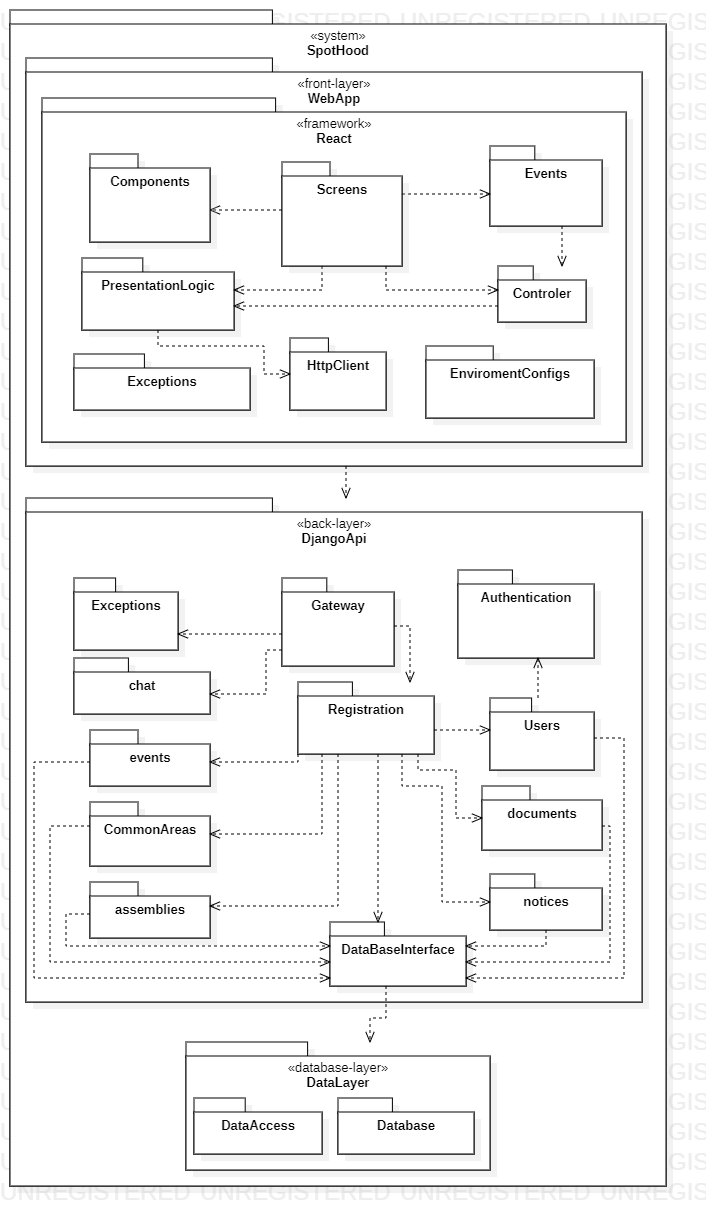 «system»
SpotHood
«front-layer»
WebApp
«framework»
React
Components
Screens
Events
PresentationLogic
Controler
HttpClient
Exceptions
EnviromentConfigs
«back-layer»
DjangoApi
Exceptions
Gateway
Authentication
chat
Registration
Users
events
documents
CommonAreas
notices
assemblies
DataBaseInterface
«database-layer»
DataLayer
DataAccess
Database
UNREGISTERED UNREGISTERED UNREGIS